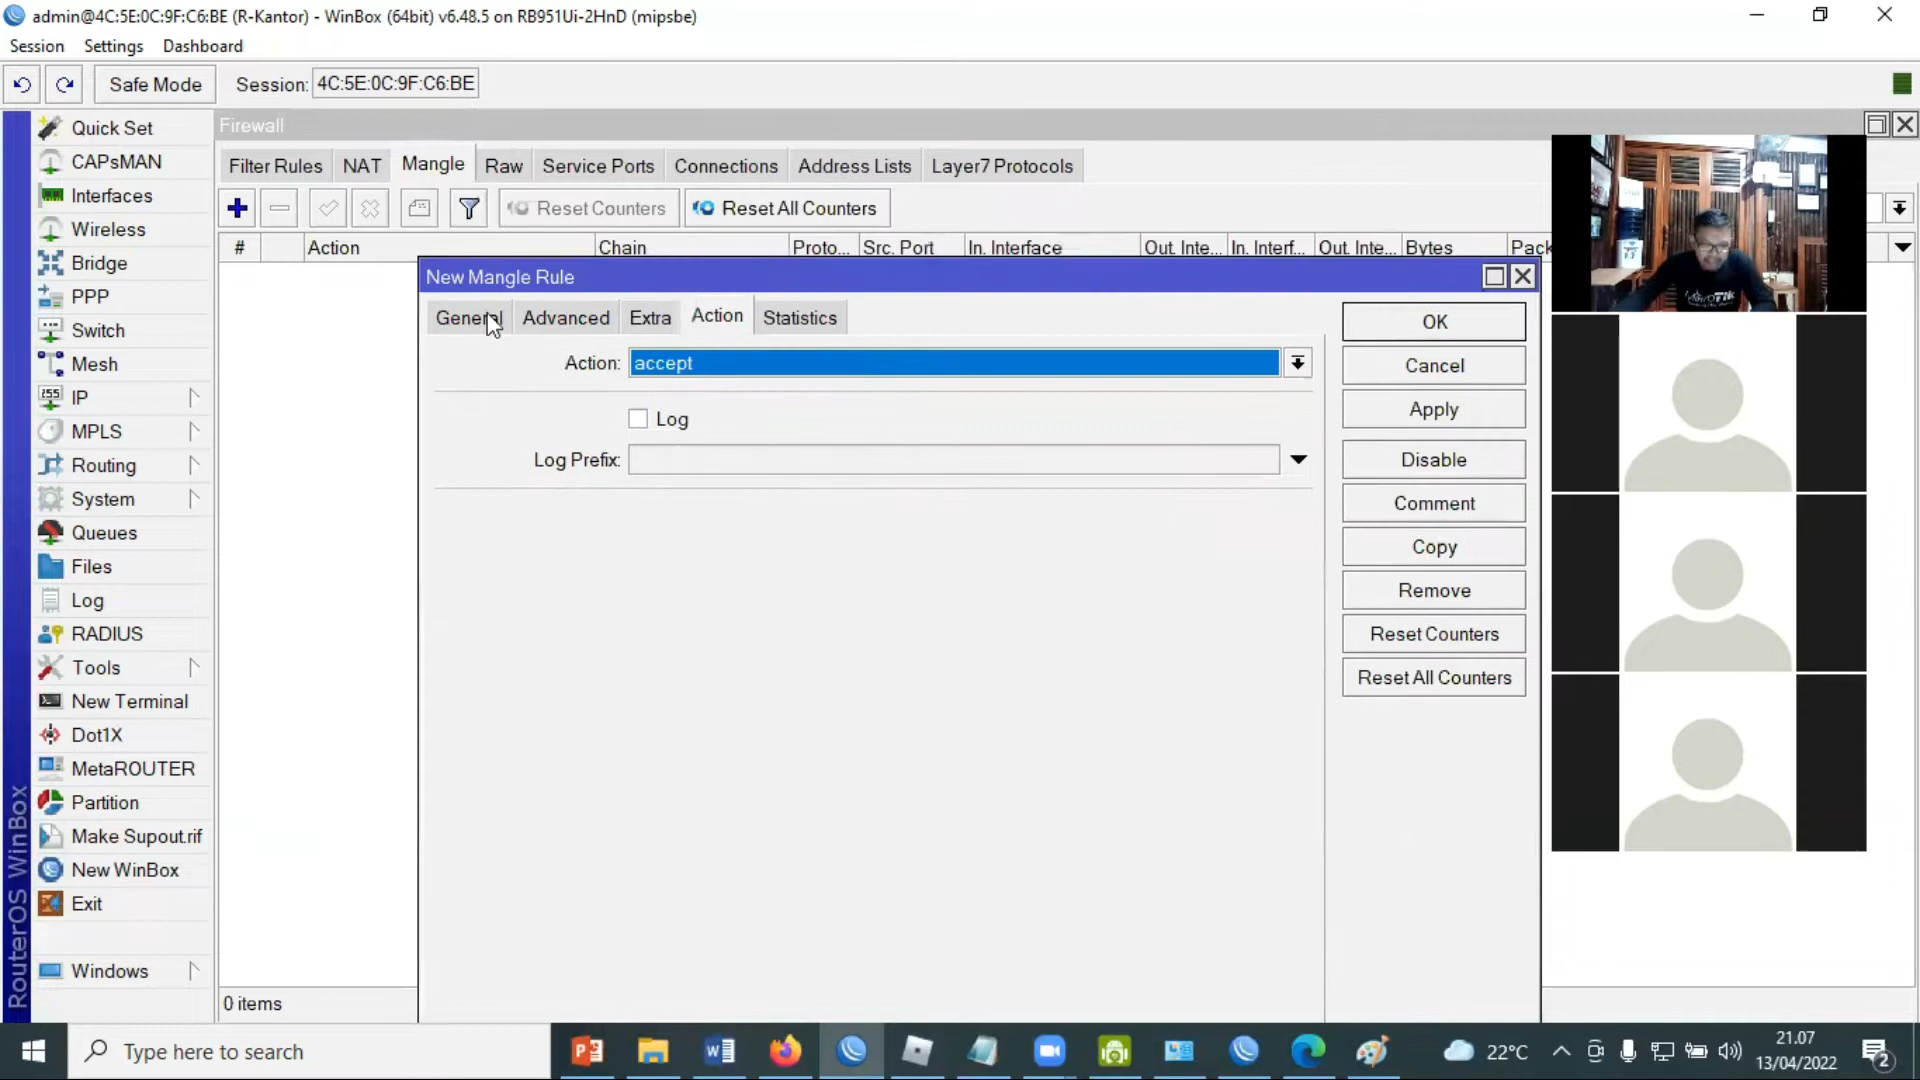 admin@4C:5E:0C:9F:C6:BE (R-Kantor) - WinBox (64bit) v6.48.5 on RB951Ui-2HnD (mipsbe)
Session Settings Dashboard
Safe Mode Session: 4C:5E:0C:9F:C6:BE
Firewall
Filter Rules NAT Mangle Raw Service Ports Connections Address Lists Layer7 Protocols
Reset Counters Reset All Counters
# Action Chain Proto... Src. Port In. Interface Out. Inte... In. Interf... Out. Inte... Bytes Pack
New Mangle Rule
General Advanced Extra Action Statistics
Action: accept
Log
Log Prefix:
OK
Cancel
Apply
Disable
Comment
Copy
Remove
Reset Counters
Reset All Counters
Quick Set
CAPsMAN
Interfaces
Wireless
Bridge
PPP
Switch
Mesh
IP
MPLS
Routing
System
Queues
Files
Log
RADIUS
Tools
New Terminal
Dot1X
MetaROUTER
Partition
Make Supout.rif
New WinBox
Exit
Windows
RouterOS WinBox
0 items
Type here to search
22°C
21.07
13/04/2022
2